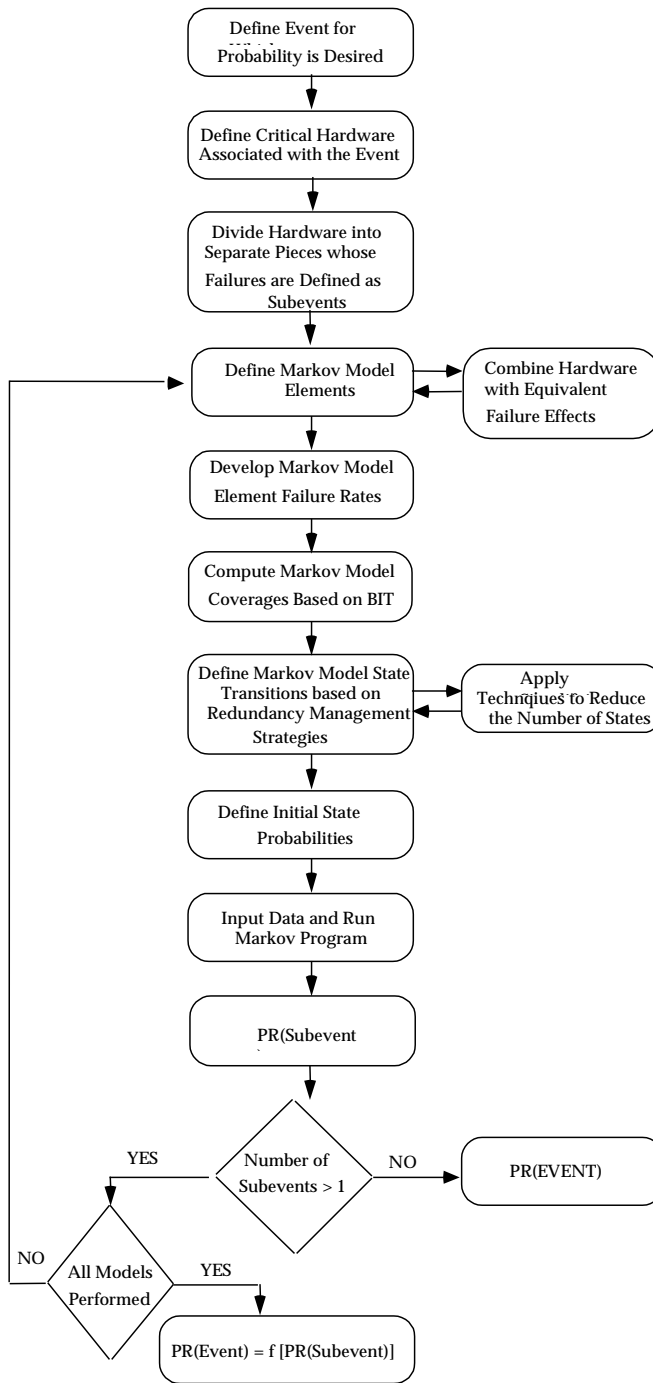 Define Event for
Probability is Desired
Define Critical Hardware
Associated with the Event
Divide Hardware into
Separate Pieces whose
Failures are Defined as
Subevents
Define Markov Model
Elements
Combine Hardware
with Equivalent
Failure Effects
Develop Markov Model
Element Failure Rates
Compute Markov Model
Coverages Based on BIT
Define Markov Model State
Transitions based on
Redundancy Management
Strategies
Apply
Technqiues to Reduce
the Number of States
Define Initial State
Probabilities
Input Data and Run
Markov Program
PR(Subevent
Number of
Subevents > 1
YES
NO
PR(EVENT)
All Models
Performed
NO
YES
PR(Event) = f [PR(Subevent)]